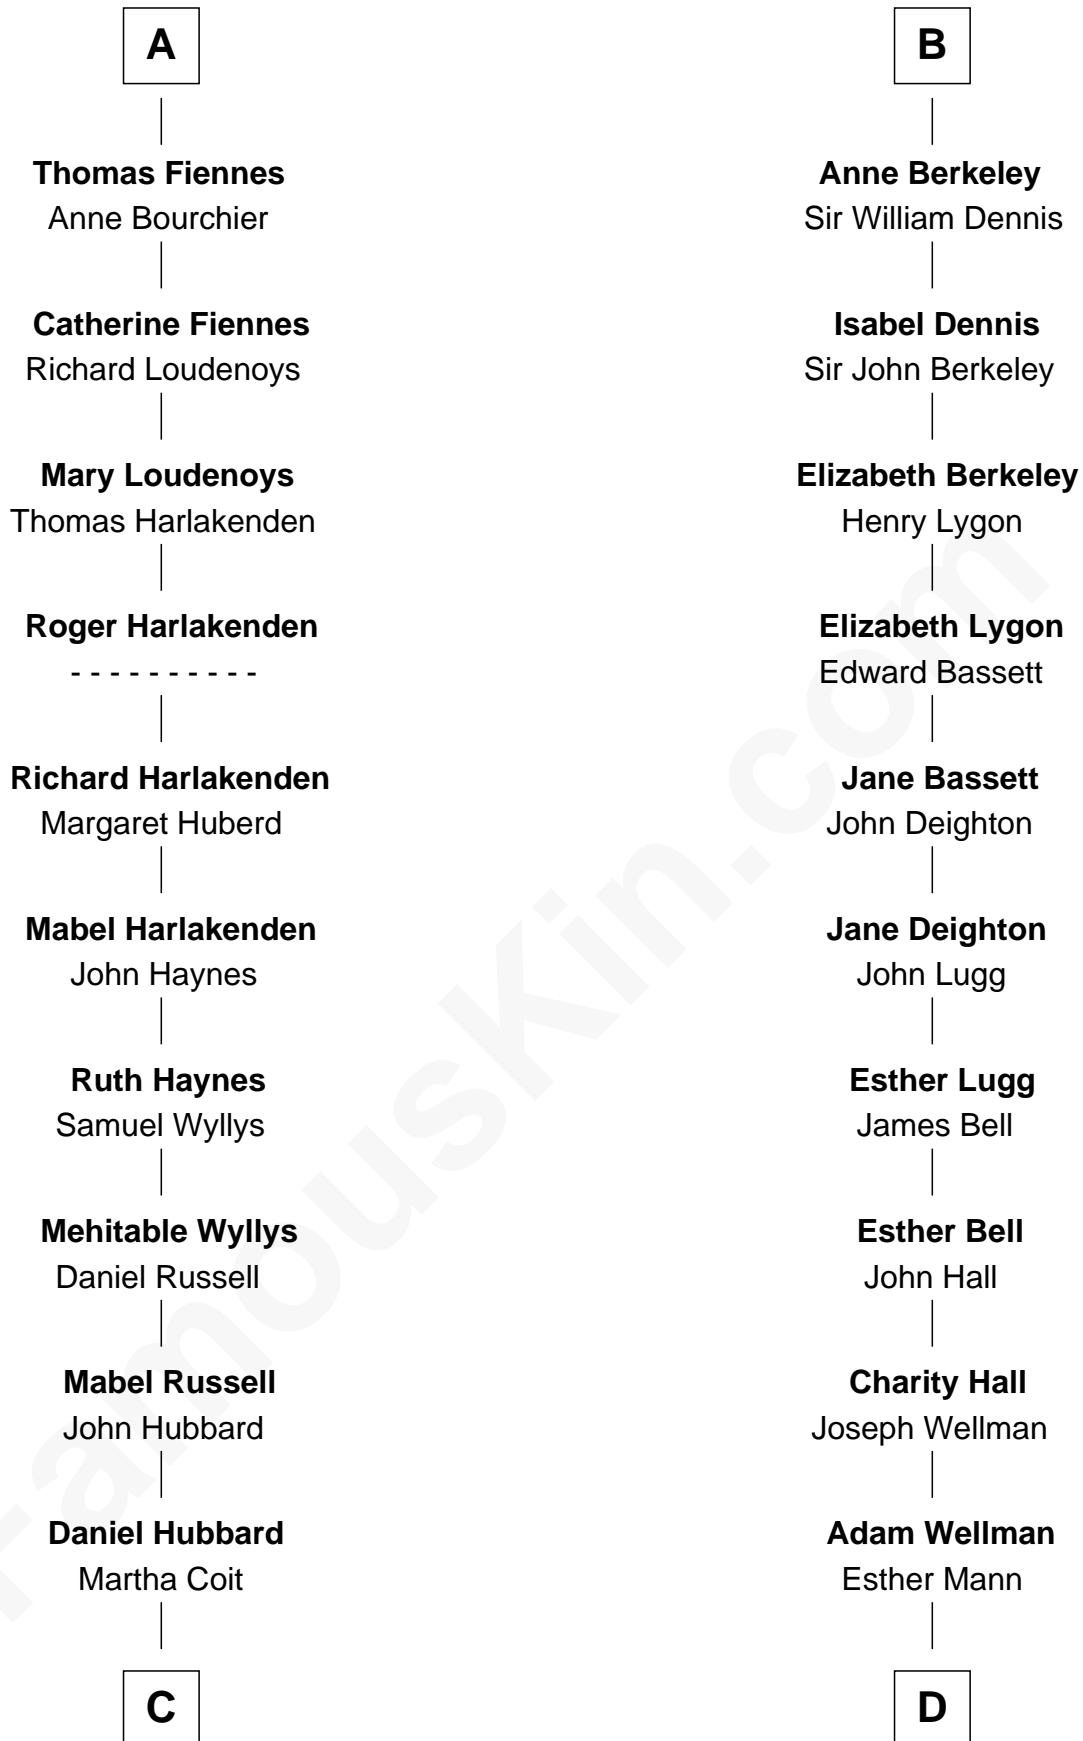 A
Thomas Fiennes
Anne Bourchier
Catherine Fiennes
Richard Loudenoys
Mary Loudenoys
Thomas Harlakenden
Roger Harlakenden
- - - - - - - - - -
Richard Harlakenden
Margaret Huberd
Mabel Harlakenden
John Haynes
Ruth Haynes
Samuel Wyllys
Mehitable Wyllys
Daniel Russell
Mabel Russell
John Hubbard
Daniel Hubbard
Martha Coit
C
B
Anne Berkeley
Sir William Dennis
Isabel Dennis
Sir John Berkeley
Elizabeth Berkeley
Henry Lygon
Elizabeth Lygon
Edward Bassett
Jane Bassett
John Deighton
Jane Deighton
John Lugg
Esther Lugg
James Bell
Esther Bell
John Hall
Charity Hall
Joseph Wellman
Adam Wellman
Esther Mann
D
FamousKin.com